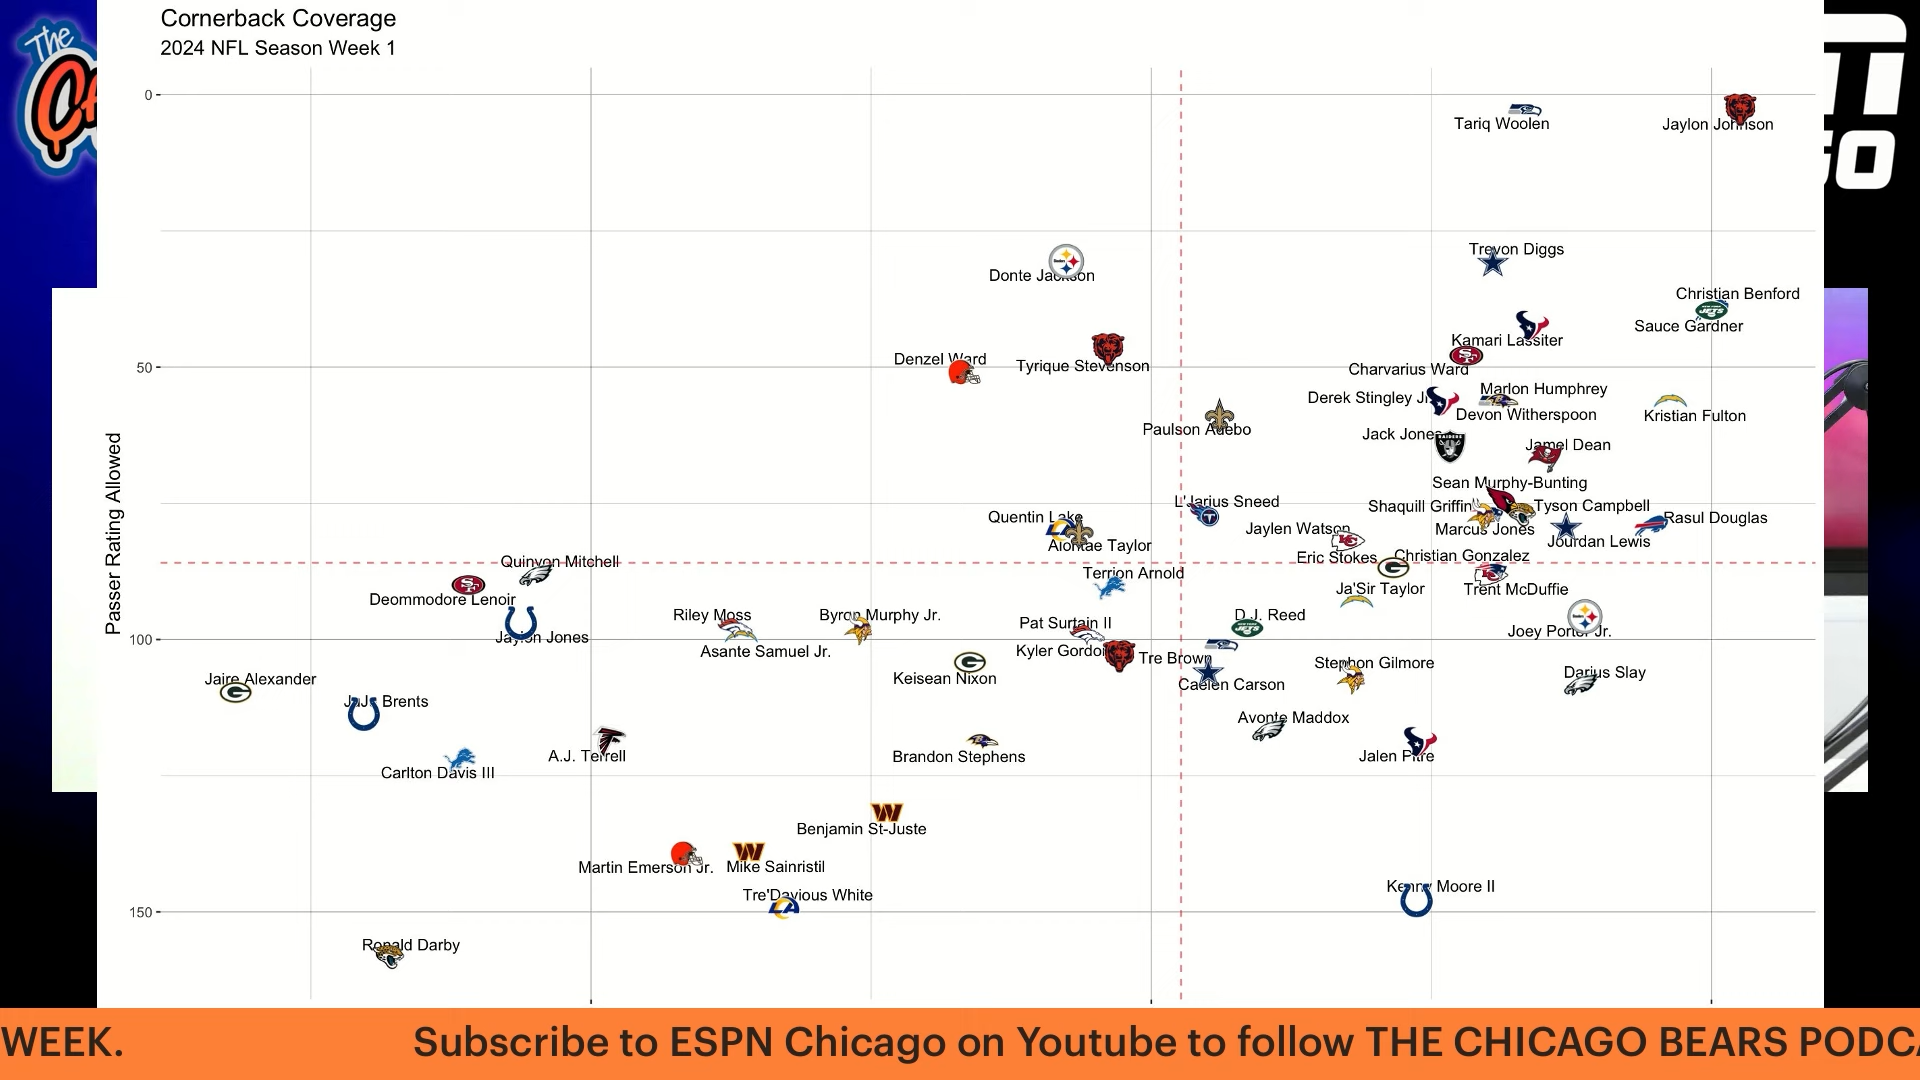 Cornerback Coverage
2024 NFL Season Week 1
The
0
Tariq Woolen
Jaylon Johnson
Trevon Diggs
Donte Jackson
Christian Benford
JETS
Sauce Gardner
Kamari Lassiter
Denzel Ward
Tyrique Stevenson
50
Charvarius Ward
Marlon Humphrey
Derek Stingley Jr.
Devon Witherspoon
Kristian Fulton
Paulson Adebo
Jack Jones
RAIDERS
Jamel Dean
Passer Rating Allowed
Sean Murphy-Bunting
L'Jarius Sneed
Shaquill Griffin
Tyson Campbell
Quentin Lake
Marcus Jones
Rasul Douglas
Jaylen Watson
Jourdan Lewis
Alontae Taylor
Eric Stokes
Christian Gonzalez
Quinyon Mitchell
Terrion Arnold
Ja'Sir Taylor
Trent McDuffie
Deommodore Lenoir
Riley Moss
Byron Murphy Jr.
D.J. Reed
JETS
Pat Surtain II
Joey Porter Jr.
Jaylon Jones
100
Asante Samuel Jr.
Kyler Gordon
Tre Brown
Stephon Gilmore
Keisean Nixon
Darius Slay
Jaire Alexander
Caelen Carson
JuJu Brents
Avonte Maddox
A.J. Terrell
Brandon Stephens
Jalen Pitre
Carlton Davis III
Benjamin St-Juste
Martin Emerson Jr.
Mike Sainristil
Kenny Moore II
Tre'Davious White
150
Ronald Darby
WEEK. Subscribe to ESPN Chicago on Youtube to follow THE CHICAGO BEARS PODCA